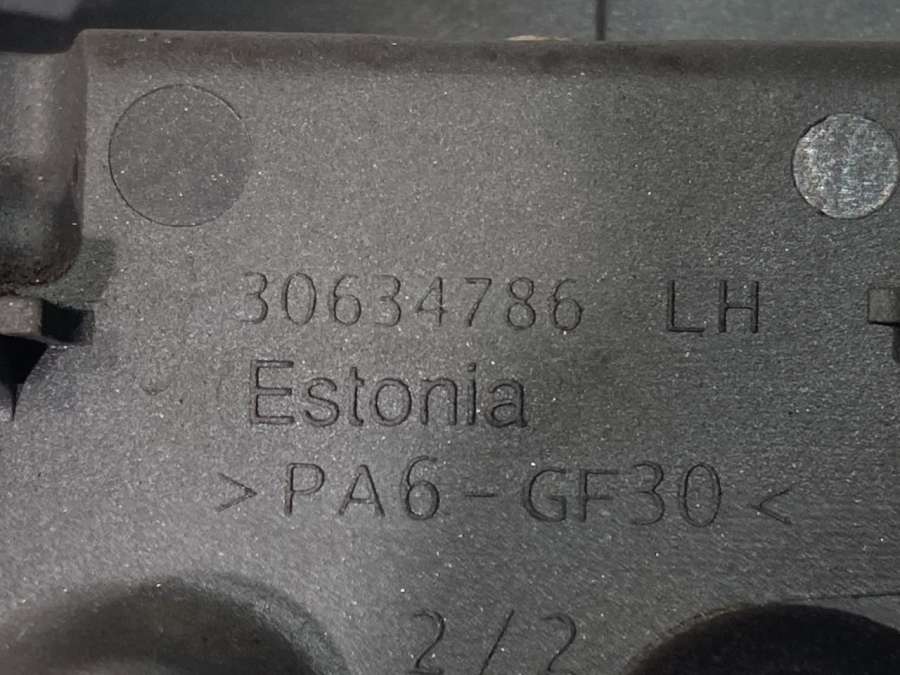 30634786 LH
Estonia
>PA6-GF30<
2/2